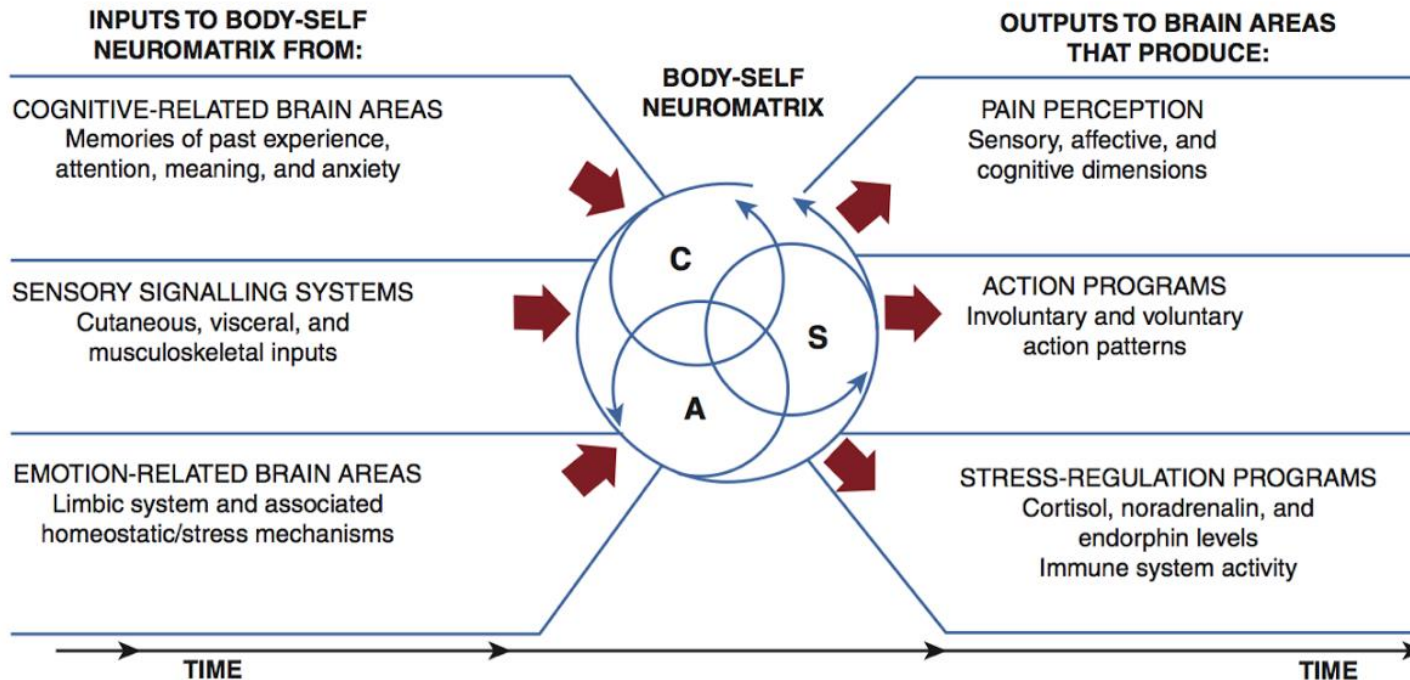 INPUTS TO BODY-SELF
NEUROMATRIX FROM:
COGNITIVE-RELATED BRAIN AREAS
Memories of past experience,
attention, meaning, and anxiety
SENSORY SIGNALLING SYSTEMS
Cutaneous, visceral, and
musculoskeletal inputs
EMOTION-RELATED BRAIN AREAS
Limbic system and associated
homeostatic/stress mechanisms
BODY-SELF
NEUROMATRIX
C
S
A
OUTPUTS TO BRAIN AREAS
THAT PRODUCE:
PAIN PERCEPTION
Sensory, affective, and
cognitive dimensions
ACTION PROGRAMS
Involuntary and voluntary
action patterns
STRESS-REGULATION PROGRAMS
Cortisol, noradrenalin, and
endorphin levels
Immune system activity
TIME
TIME